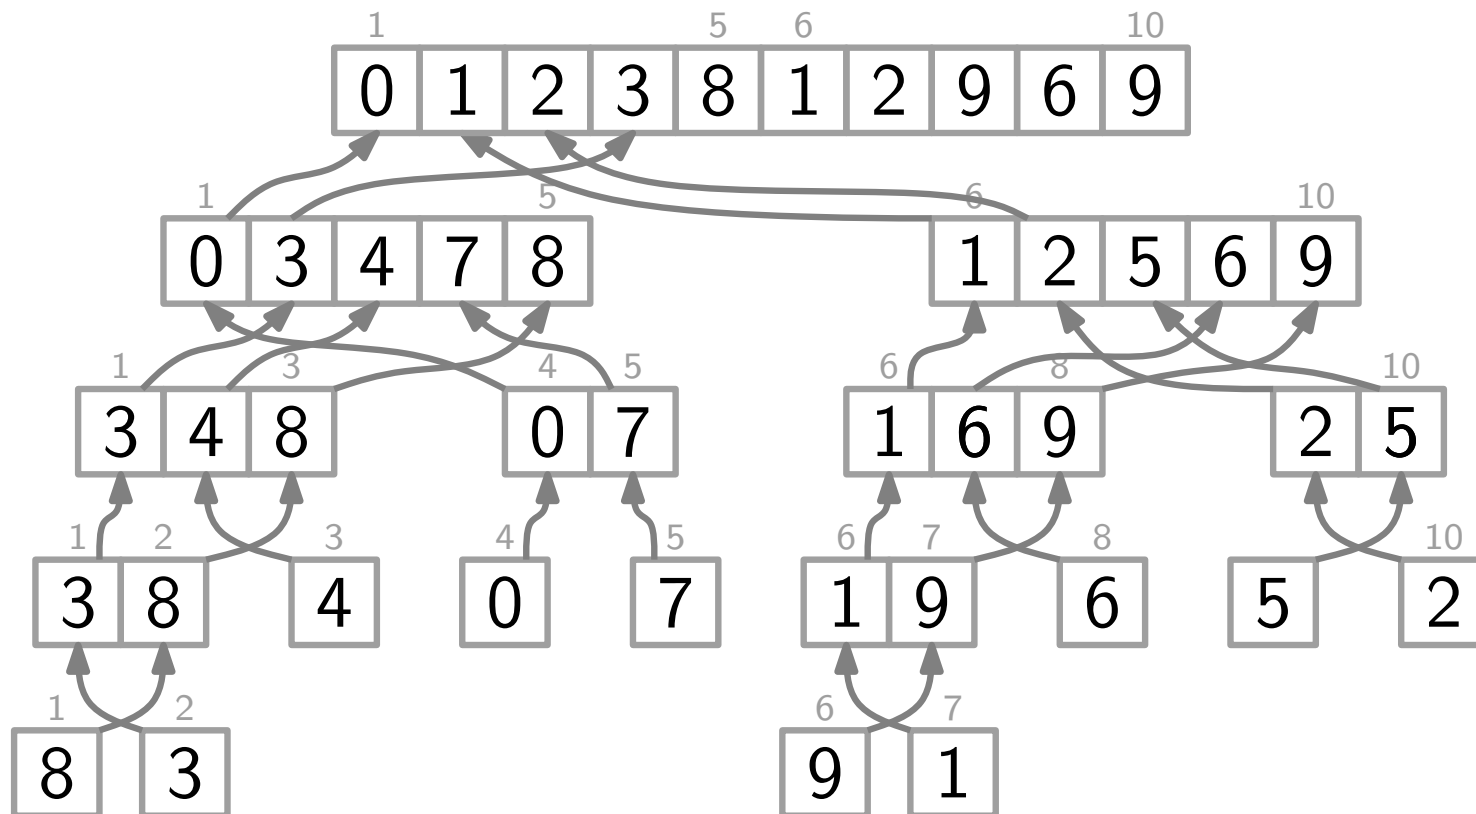 1 5 6 10
0 1 2 3 8 1 2 9 6 9
1 5 6 10
0 3 4 7 8 1 2 5 6 9
1 3 4 5 6 8 10
3 4 8 0 7 1 6 9 2 5
1 2 3 4 5 6 7 8 10
3 8 4 0 7 1 9 6 5 2
1 2 6 7
8 3 9 1